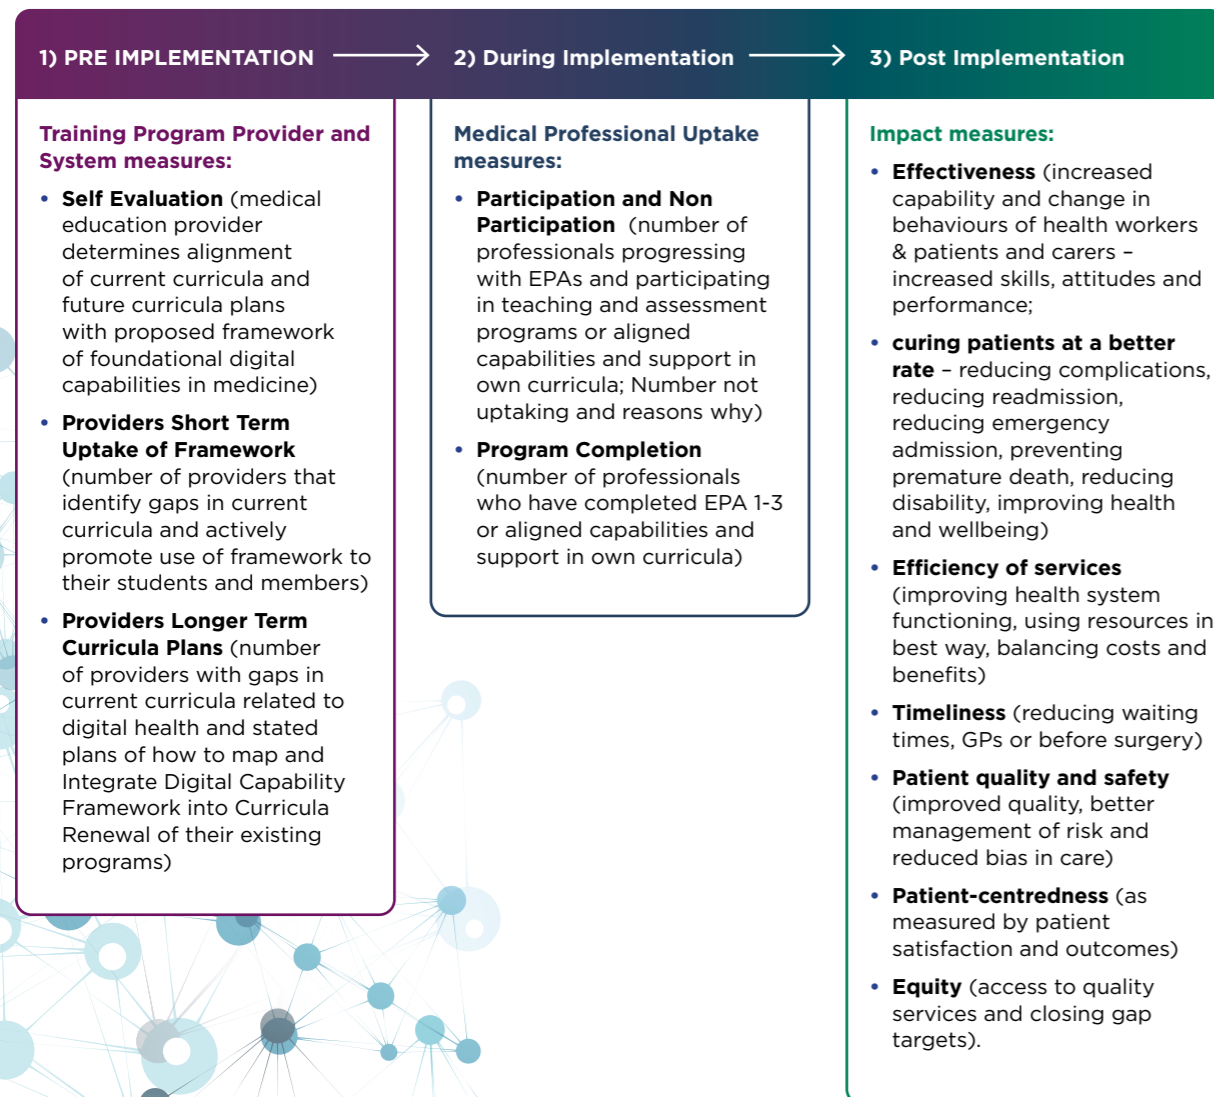 1) PRE IMPLEMENTATION
2) During Implementation
3) Post Implementation
Training Program Provider and
System measures:
• Self Evaluation (medical
education provider
determines alignment
of current curricula and
future curricula plans
with proposed framework
of foundational digital
capabilities in medicine)
• Providers Short Term
Uptake of Framework
(number of providers that
identify gaps in current
curricula and actively
promote use of framework to
their students and members)
• Providers Longer Term
Curricula Plans (number
of providers with gaps in
current curricula related to
digital health and stated
plans of how to map and
Integrate Digital Capability
Framework into Curricula
Renewal of their existing
programs)
Medical Professional Uptake
measures:
• Participation and Non
Participation (number of
professionals progressing
with EPAs and participating
in teaching and assessment
programs or aligned
capabilities and support in
own curricula; Number not
uptaking and reasons why)
• Program Completion
(number of professionals
who have completed EPA 1-3
or aligned capabilities and
support in own curricula)
Impact measures:
• Effectiveness (increased
capability and change in
behaviours of health workers
& patients and carers –
increased skills, attitudes and
performance;
• curing patients at a better
rate – reducing complications,
reducing readmission,
reducing emergency
admission, preventing
premature death, reducing
disability, improving health
and wellbeing)
• Efficiency of services
(improving health system
functioning, using resources in
best way, balancing costs and
benefits)
• Timeliness (reducing waiting
times, GPs or before surgery)
• Patient quality and safety
(improved quality, better
management of risk and
reduced bias in care)
• Patient-centredness (as
measured by patient
satisfaction and outcomes)
• Equity (access to quality
services and closing gap
targets).